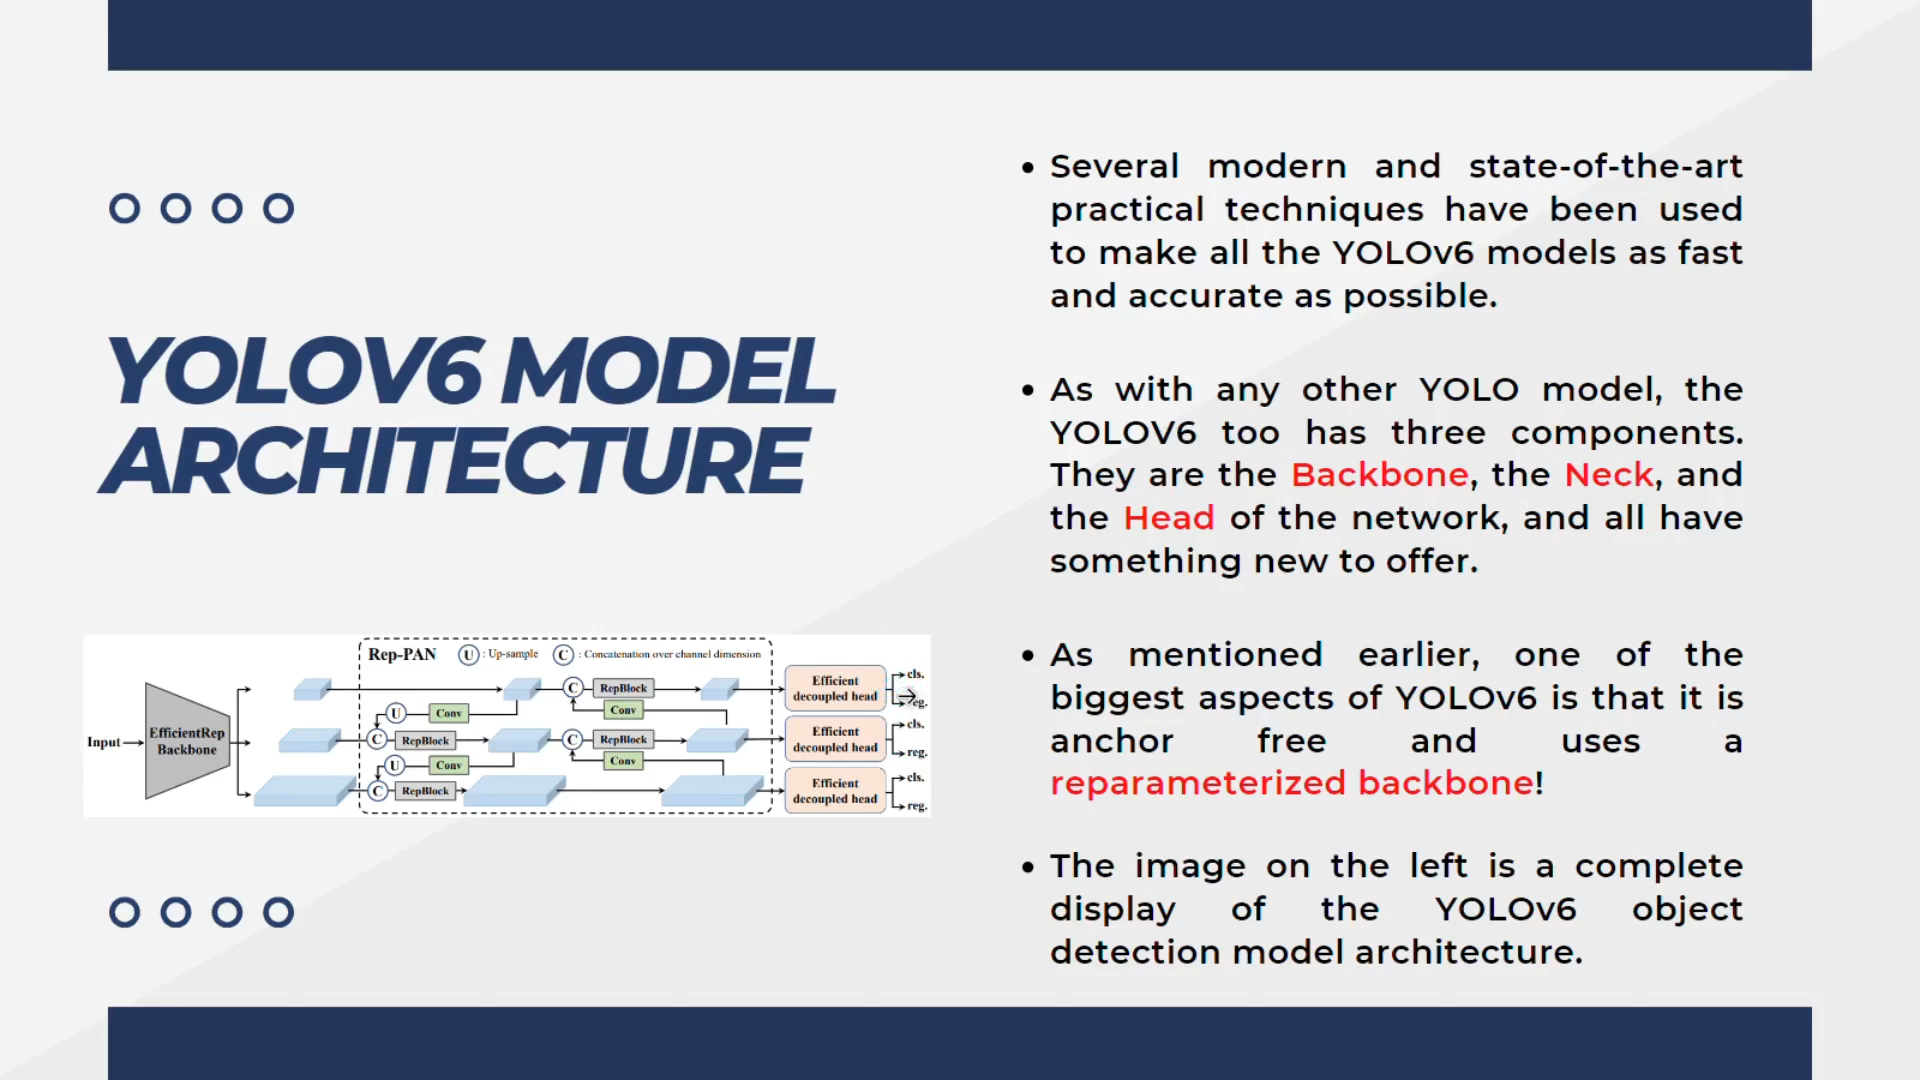 YOLOV6 MODEL
ARCHITECTURE
Rep-PAN U : Up-sample C : Concatenation over channel dimension
Efficient
decoupled head
cls.
reg.
C RepBlock
U Conv
Conv
Input
EfficientRep
Backbone
C RepBlock
C RepBlock
Efficient
decoupled head
cls.
reg.
U Conv
Conv
C RepBlock
Efficient
decoupled head
cls.
reg.
• Several modern and state-of-the-art
practical techniques have been used
to make all the YOLOv6 models as fast
and accurate as possible.
• As with any other YOLO model, the
YOLOV6 too has three components.
They are the Backbone, the Neck, and
the Head of the network, and all have
something new to offer.
• As mentioned earlier, one of the
biggest aspects of YOLOv6 is that it is
anchor free and uses a
reparameterized backbone!
• The image on the left is a complete
display of the YOLOv6 object
detection model architecture.